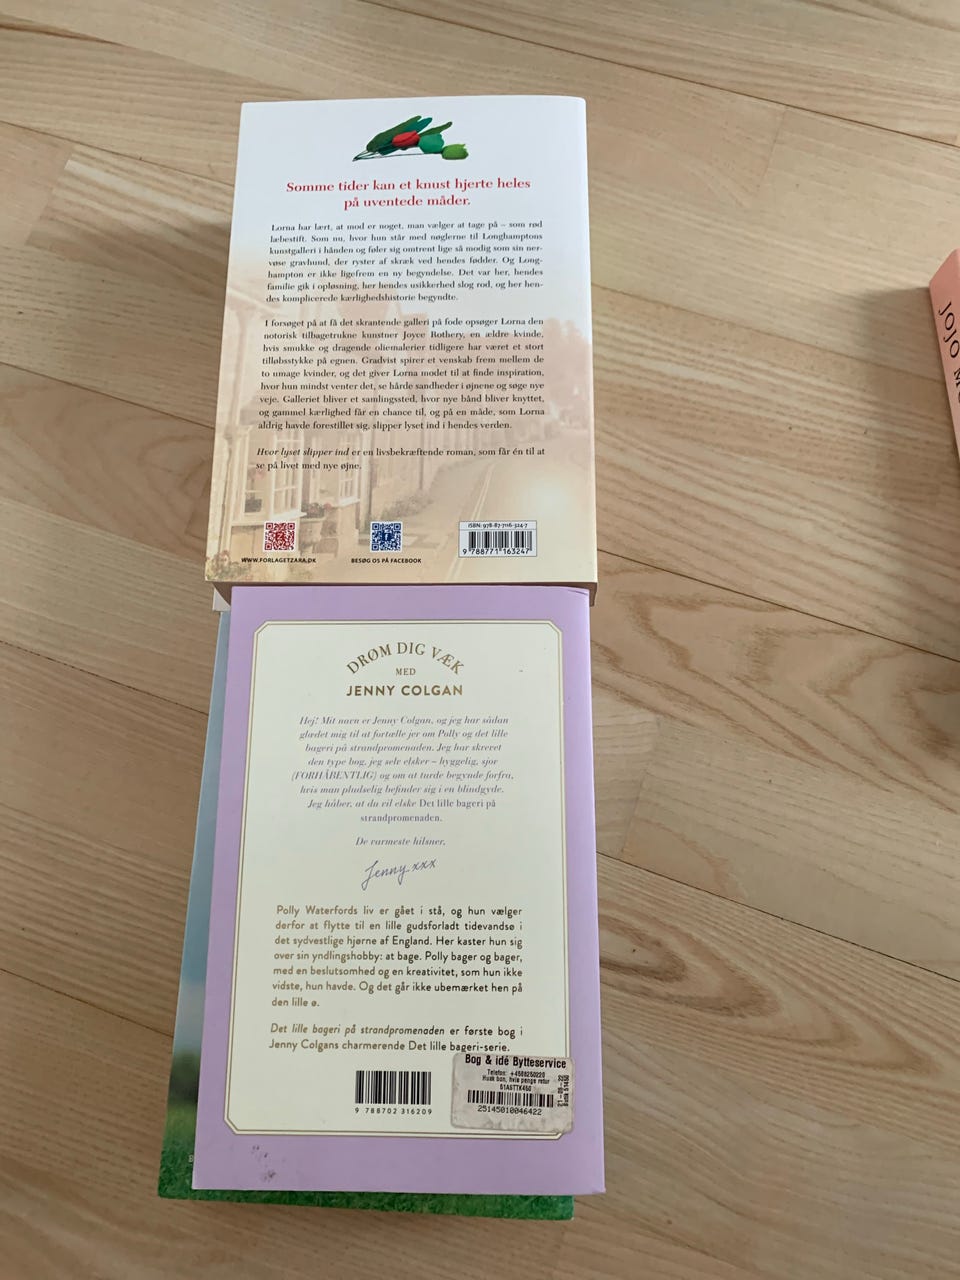 Somme tider kan et knust hjerte heles
på uventede måder.
Lorna har lært, at mod er noget, man vælger at tage på – som rød
læbestift. Som nu, hvor hun står med nøglerne til Longhamptons
kunstgalleri i hånden og føler sig omtrent lige så modig som sin ner-
vøse gravhund, der ryster af skræk ved hendes fødder. Og Long-
hampton er ikke ligefrem en ny begyndelse. Det var her, hendes
familie gik i opløsning, her hendes usikkerhed slog rod, og her hen-
des komplicerede kærlighedshistorie begyndte.
I forsøget på at få det skrantende galleri på fode opsøger Lorna den
notorisk tilbagetrukne kunstner Joyce Rothery, en ældre kvinde,
hvis smukke og dragende oliemalerier tidligere har været et stort
tilløbsstykke på egnen. Gradvist spirer et venskab frem mellem de
to umage kvinder, og det giver Lorna modet til at finde inspiration,
hvor hun mindst venter det, se hårde sandheder i øjnene og søge nye
veje. Galleriet bliver et samlingssted, hvor nye bånd bliver knyttet,
og gammel kærlighed får en chance til, og på en måde, som Lorna
aldrig havde forestillet sig, slipper lyset ind i hendes verden.
Hvor lyset slipper ind er en livsbekræftende roman, som får én til at
se på livet med nye øjne.
WWW.FORLAGETZARA.DK
BESØG OS PÅ FACEBOOK
ISBN: 978-87-7116-324-7
9 788771 163247
JOJO
DRØM DIG VÆK
MED
JENNY COLGAN
Hej! Mit navn er Jenny Colgan, og jeg har sådan
glædet mig til at fortælle jer om Polly og det lille
bageri på strandpromenaden. Jeg har skrevet
den type bog, jeg selv elsker – hyggelig, sjov
(FORHÅBENTLIG) og om at turde begynde forfra,
hvis man pludselig befinder sig i en blindgyde.
Jeg håber, at du vil elske Det lille bageri på
strandpromenaden.
De varmeste hilsner,
Jenny xxx
Polly Waterfords liv er gået i stå, og hun vælger
derfor at flytte til en lille gudsforladt tidevandsø i
det sydvestlige hjørne af England. Her kaster hun sig
over sin yndlingshobby: at bage. Polly bager og bager,
med en beslutsomhed og en kreativitet, som hun ikke
vidste, hun havde. Og det går ikke ubemærket hen på
den lille ø.
Det lille bageri på strandpromenaden er første bog i
Jenny Colgans charmerende Det lille bageri-serie.
9 788702 316209
Bog & idé Bytteservice
Telefon: +4598250220
Husk bon, hvis penge retur
51A5TTK450
25145010046422